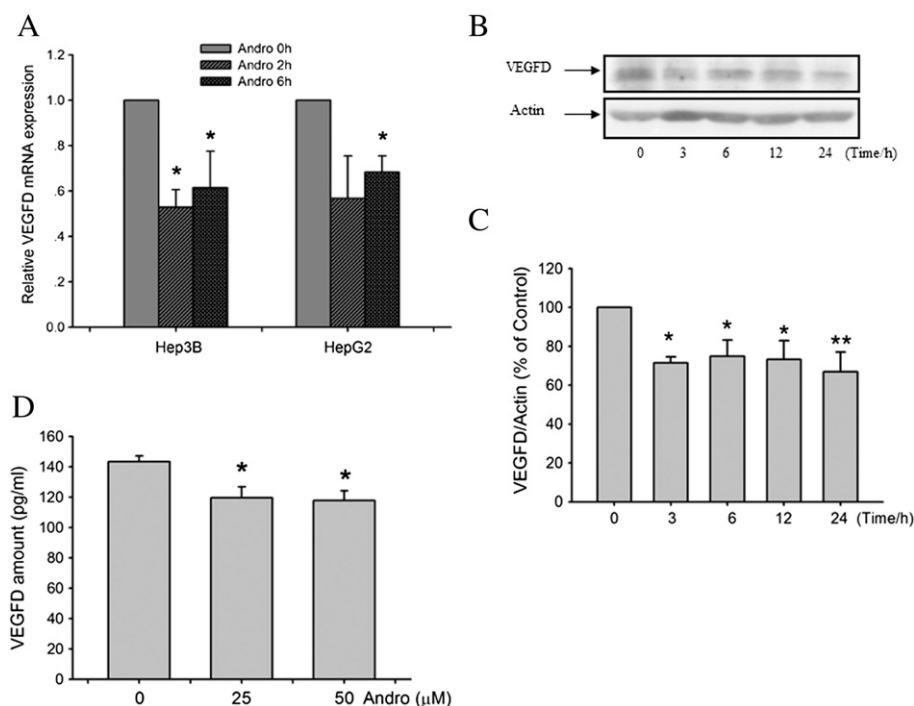 A
Relative VEGFD mRNA expression
1.2
1.0
.8
.6
.4
.2
0.0
Andro 0h
Andro 2h
Andro 6h
*
*
*
Hep3B
HepG2
B
VEGFD
Actin
0 3 6 12 24 (Time/h)
C
VEGFD/Actin (% of Control)
120
100
80
60
40
20
0
*
*
*
**
0 3 6 12 24 (Time/h)
D
VEGFD amount (pg/ml)
160
140
120
100
80
60
40
20
0
*
*
0 25 50 Andro (μM)